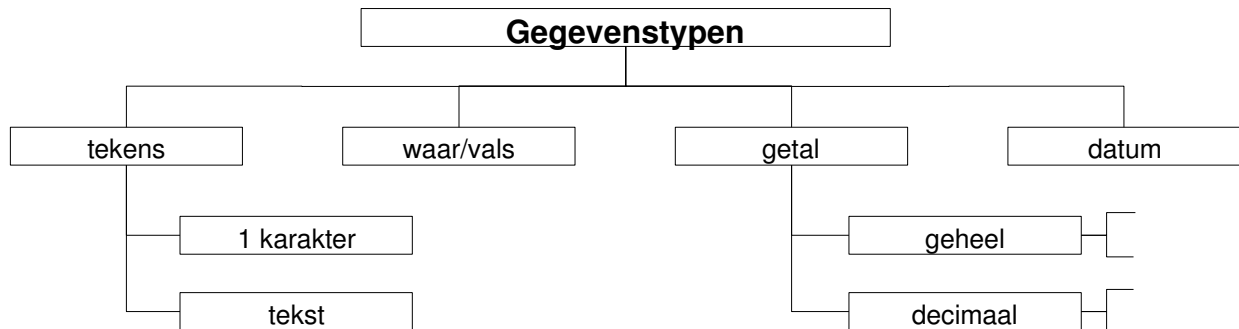 Gegevenstypen
tekens
waar/vals
getal
datum
1 karakter
geheel
tekst
decimaal